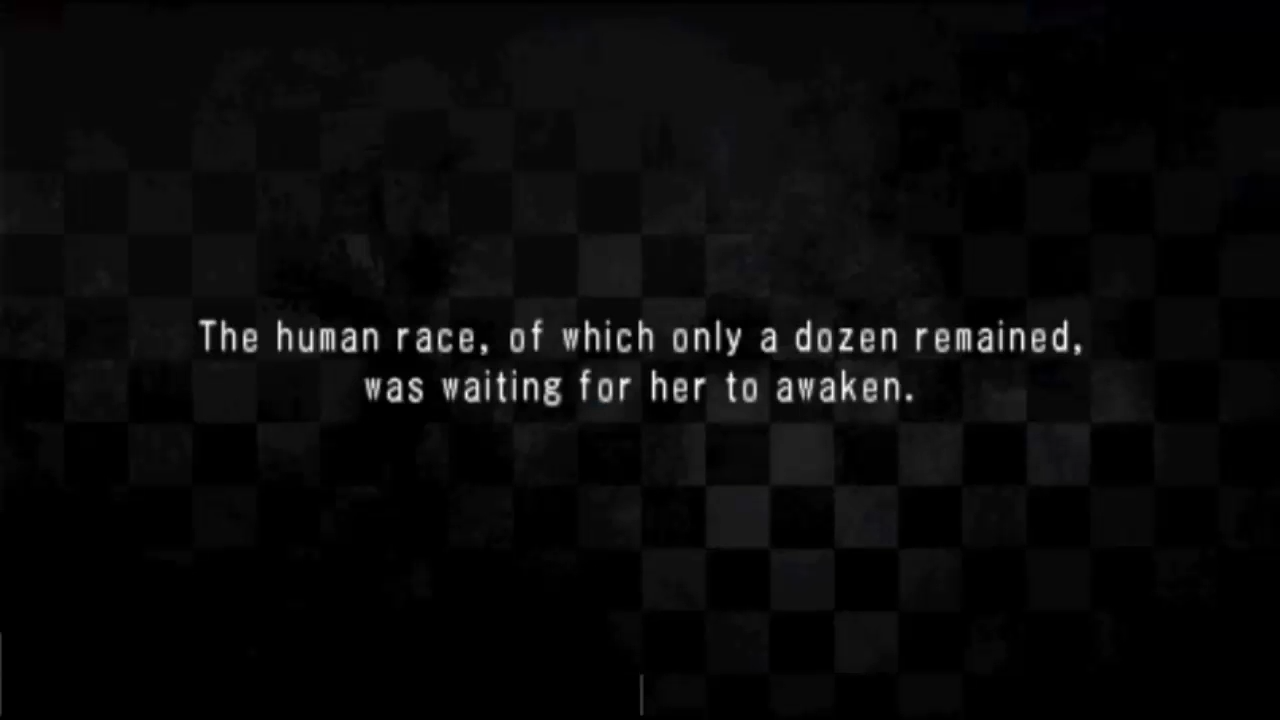 The human race, of which only a dozen remained,
was waiting for her to awaken.